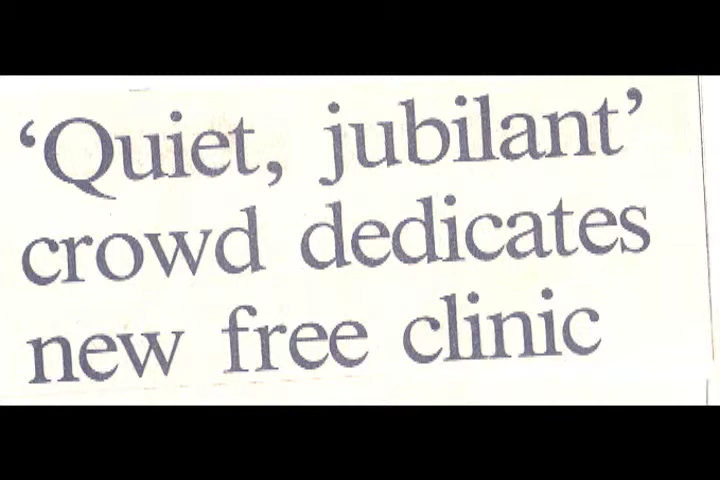 ‘Quiet, jubilant’
crowd dedicates
new free clinic